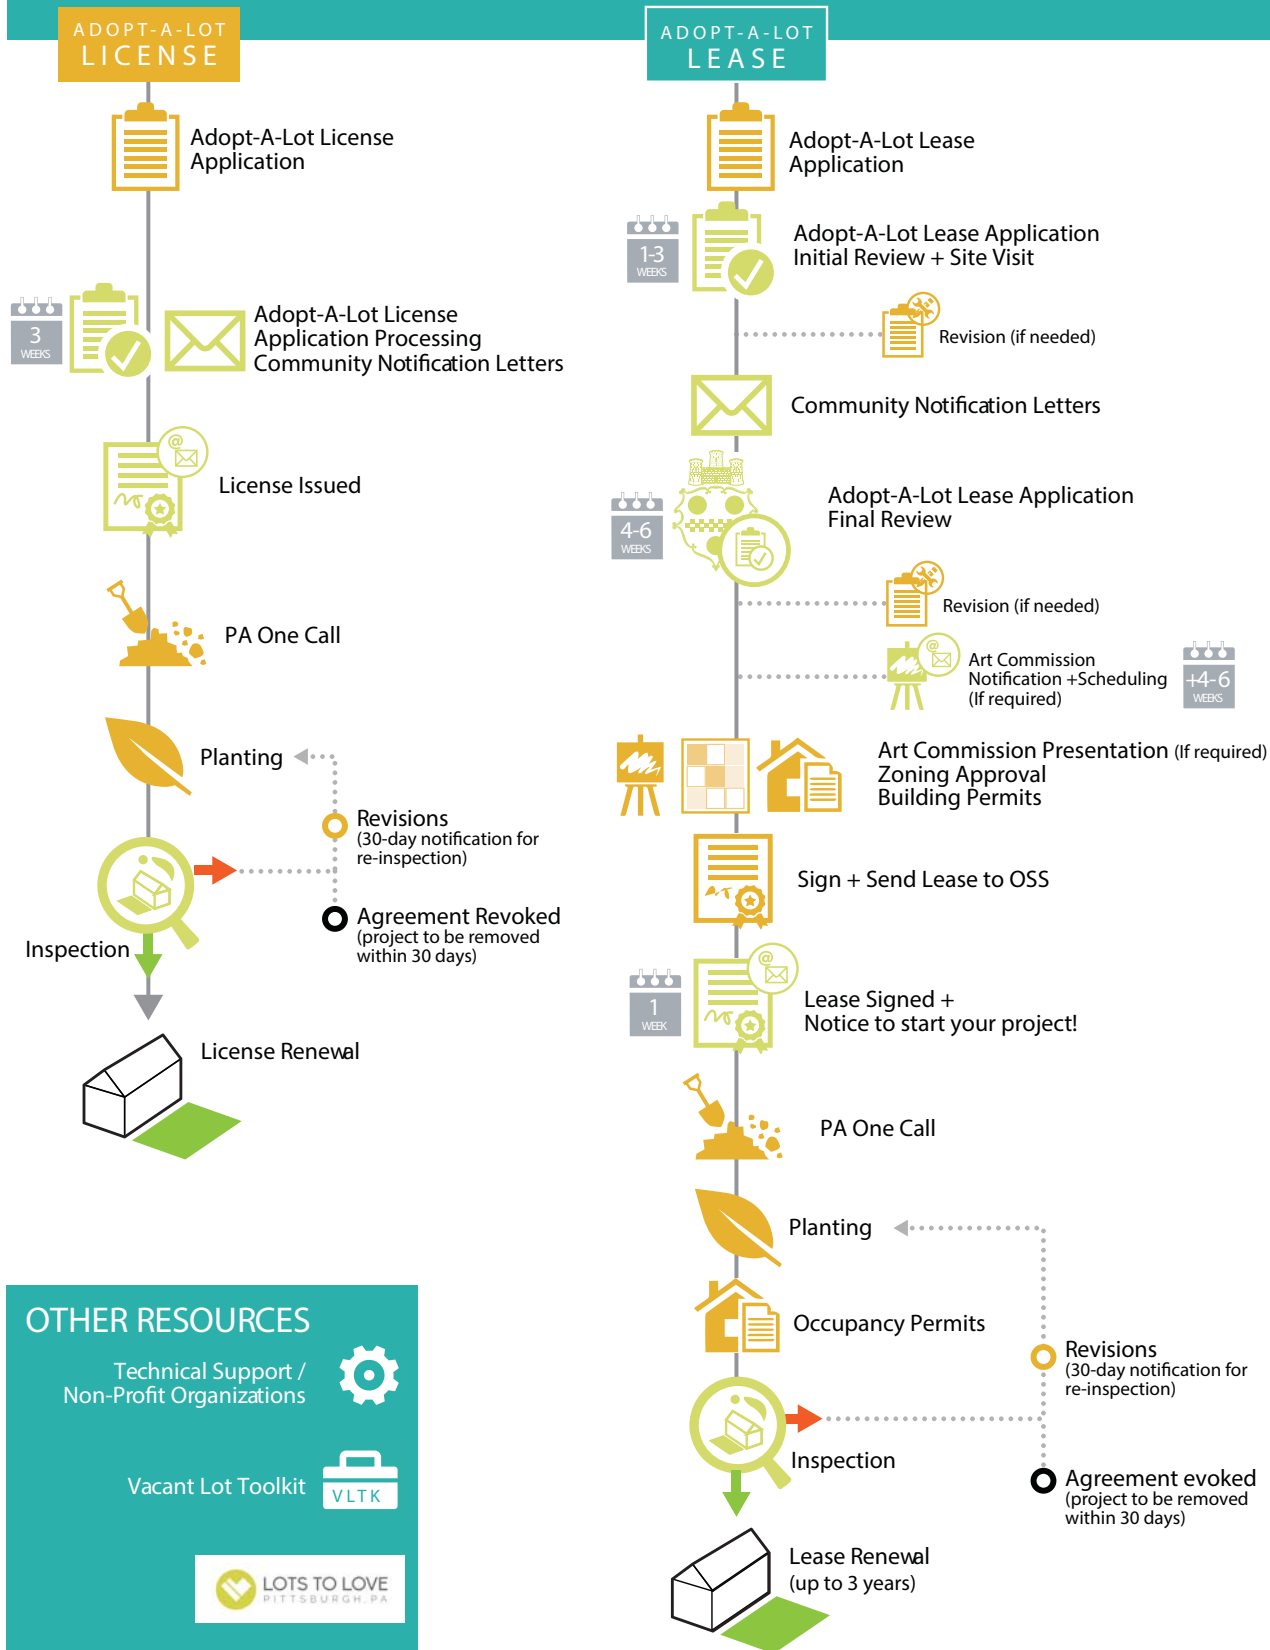 ADOPT-A-LOT
LICENSE
Adopt-A-Lot License
Application
3
WEEKS
Adopt-A-Lot License
Application Processing
Community Notification Letters
@
License Issued
PA One Call
Planting
Revisions
(30-day notification for
re-inspection)
Agreement Revoked
(project to be removed
within 30 days)
Inspection
License Renewal
OTHER RESOURCES
Technical Support /
Non-Profit Organizations
Vacant Lot Toolkit
VLTK
LOTS TO LOVE
PITTSBURGH.PA
ADOPT-A-LOT
LEASE
Adopt-A-Lot Lease
Application
1-3
WEEKS
Adopt-A-Lot Lease Application
Initial Review + Site Visit
Revision (if needed)
Community Notification Letters
4-6
WEEKS
Adopt-A-Lot Lease Application
Final Review
Revision (if needed)
@
Art Commission
Notification +Scheduling
(If required)
+4-6
WEEKS
Art Commission Presentation (If required)
Zoning Approval
Building Permits
Sign + Send Lease to OSS
1
WEEK
@
Lease Signed +
Notice to start your project!
PA One Call
Planting
Occupancy Permits
Revisions
(30-day notification for
re-inspection)
Inspection
Agreement evoked
(project to be removed
within 30 days)
Lease Renewal
(up to 3 years)